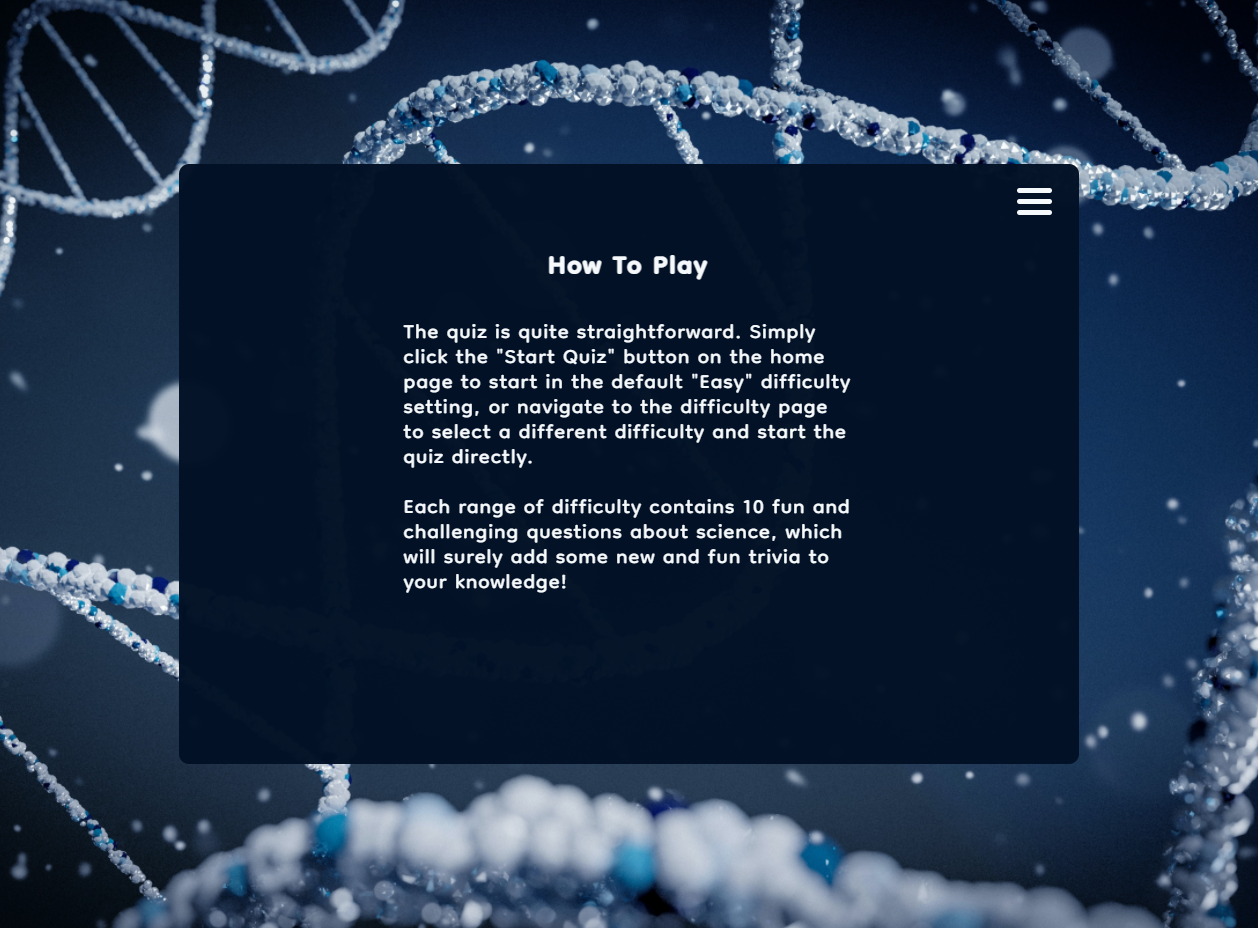 How To Play
The quiz is quite straightforward. Simply
click the "Start Quiz" button on the home
page to start in the default "Easy" difficulty
setting, or navigate to the difficulty page
to select a different difficulty and start the
quiz directly.
Each range of difficulty contains 10 fun and
challenging questions about science, which
will surely add some new and fun trivia to
your knowledge!